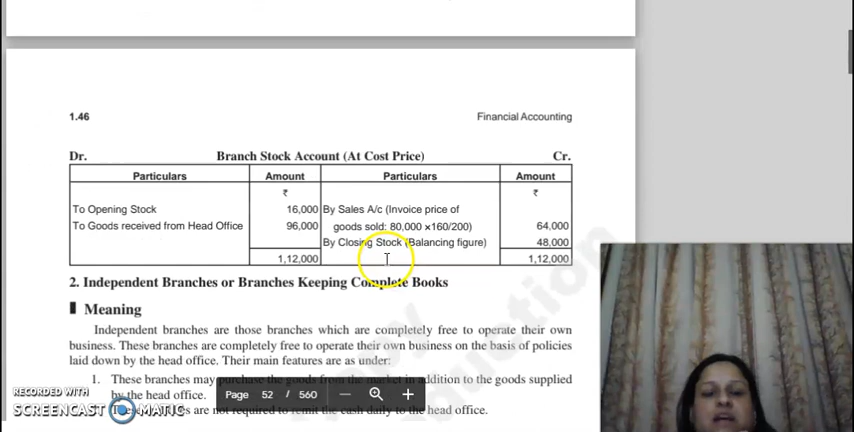 1.46 Financial Accounting
Dr. Branch Stock Account (At Cost Price) Cr.
Particulars Amount Particulars Amount
₹ ₹
To Opening Stock 16,000 By Sales A/c (Invoice price of
To Goods received from Head Office 96,000 goods sold: 80,000 ×160/200) 64,000
By Closing Stock (Balancing figure) 48,000
1,12,000 1,12,000
2. Independent Branches or Branches Keeping Complete Books
Meaning
Independent branches are those branches which are completely free to operate their own
business. These branches are completely free to operate their own business on the basis of policies
laid down by the head office. Their main features are as under:
1. These branches may purchase the goods from the market in addition to the goods supplied
by the head office.
are not required to remit the cash daily to the head office.
Page 52 / 560
RECORDED WITH
SCREENCAST MATIC